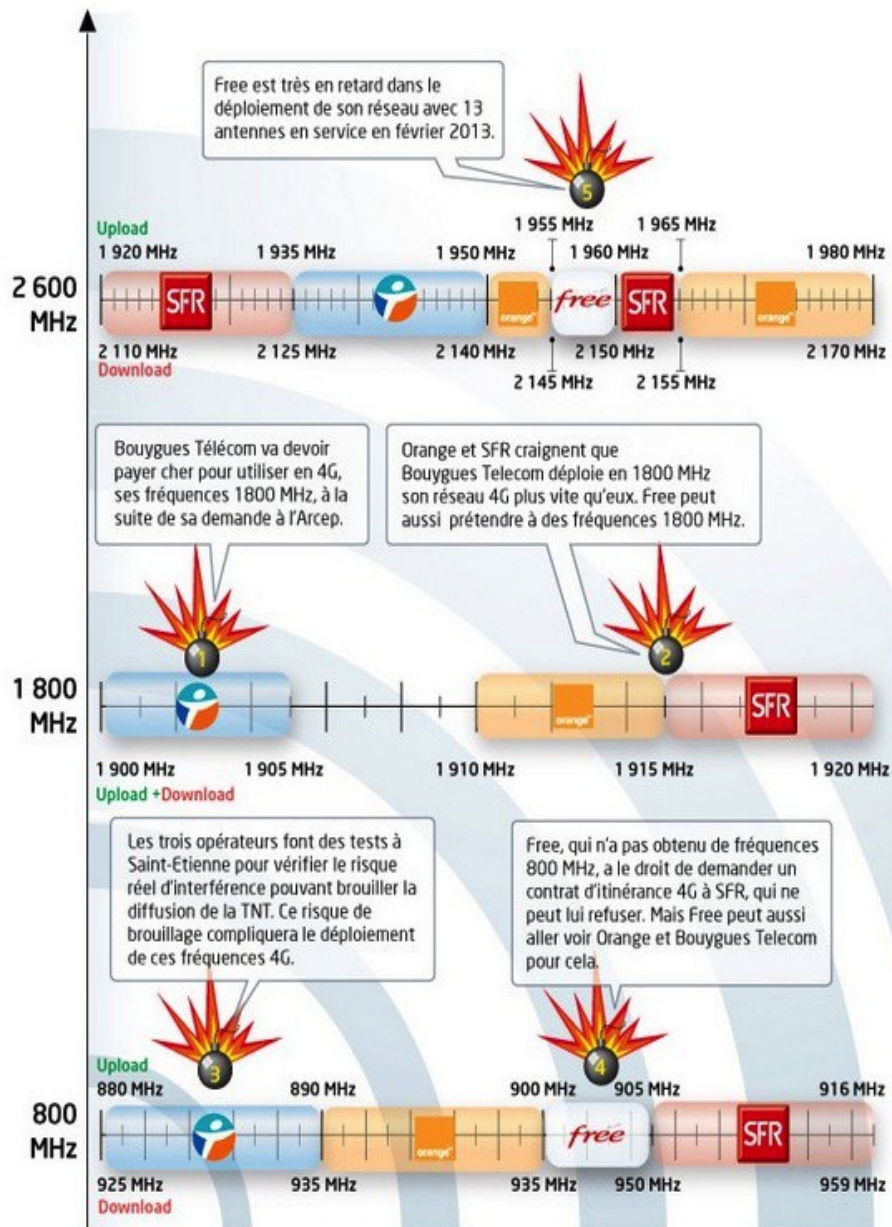 Free est très en retard dans le
déploiement de son réseau avec 13
antennes en service en février 2013.
5
Upload
1 955 MHz
1 965 MHz
1 920 MHz
1 935 MHz
1 950 MHz
1 960 MHz
1 980 MHz
2 600
MHz
SFR
orange
free
SFR
orange
2 110 MHz
2 125 MHz
2 140 MHz
2 150 MHz
2 170 MHz
Download
2 145 MHz
2 155 MHz
Bouygues Télécom va devoir
payer cher pour utiliser en 4G,
ses fréquences 1800 MHz, à la
suite de sa demande à l'Arcep.
Orange et SFR craignent que
Bouygues Telecom déploie en 1800 MHz
son réseau 4G plus vite qu'eux. Free peut
aussi prétendre à des fréquences 1800 MHz.
1
2
1 800
MHz
orange
SFR
1 900 MHz
1 905 MHz
1 910 MHz
1 915 MHz
1 920 MHz
Upload +Download
Les trois opérateurs font des tests à
Saint-Etienne pour vérifier le risque
réel d'interférence pouvant brouiller la
diffusion de la TNT. Ce risque de
brouillage compliquera le déploiement
de ces fréquences 4G.
Free, qui n'a pas obtenu de fréquences
800 MHz, a le droit de demander un
contrat d'itinérance 4G à SFR, qui ne
peut lui refuser. Mais Free peut aussi
aller voir Orange et Bouygues Telecom
pour cela.
3
4
Upload
880 MHz
890 MHz
900 MHz
905 MHz
916 MHz
800
MHz
orange
free
SFR
925 MHz
935 MHz
935 MHz
950 MHz
959 MHz
Download